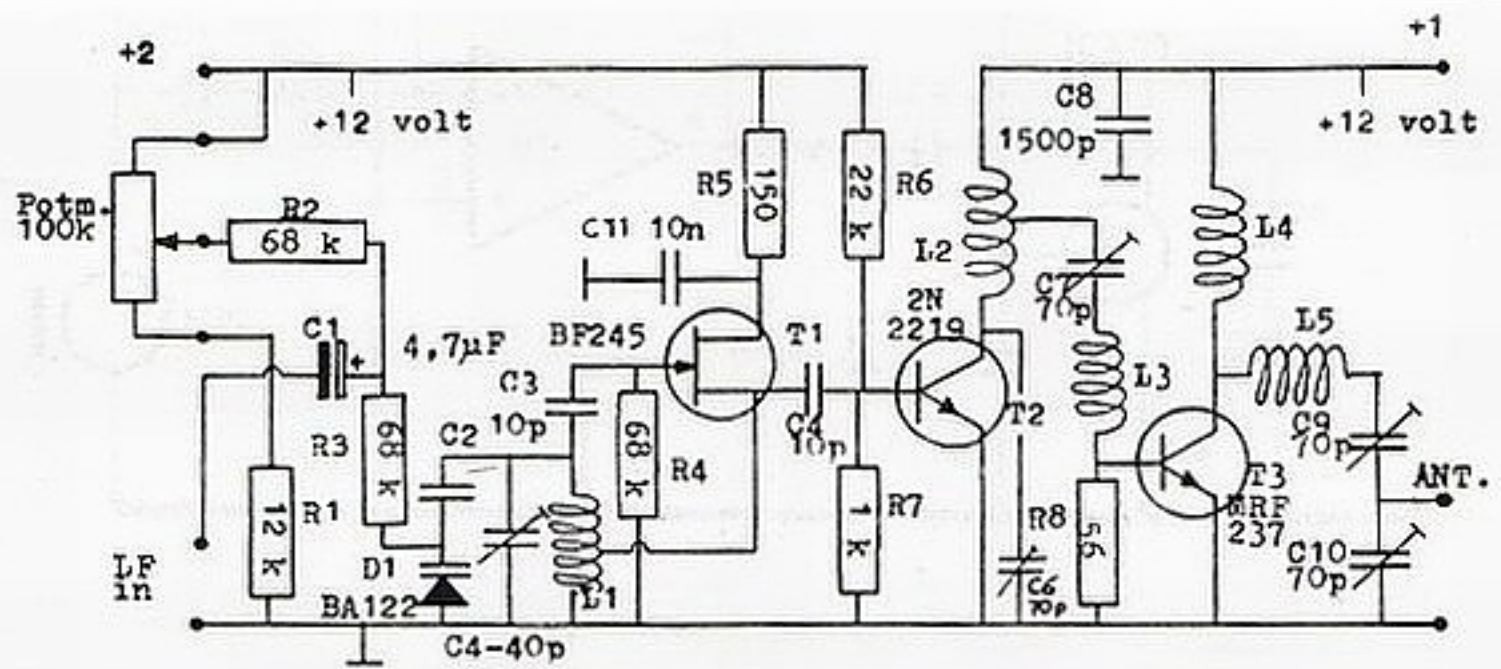 +2
+1
+12 volt
+12 volt
C8
1500p
Potm.
100k
R2
68 k
C11 10n
R5
150
22 k
R6
L2
C7
70p
L4
C1
4,7µF
BF245
T1
2N
2219
L5
C3
10p
L3
R3
68 k
C2
68 k
R4
C4
10p
T2
C9
70p
R1
12 k
1 k
R7
R8
56
T3
MRF
237
ANT.
LF
in
D1
BA122
L1
C6
70p
C10
70p
C4-40p